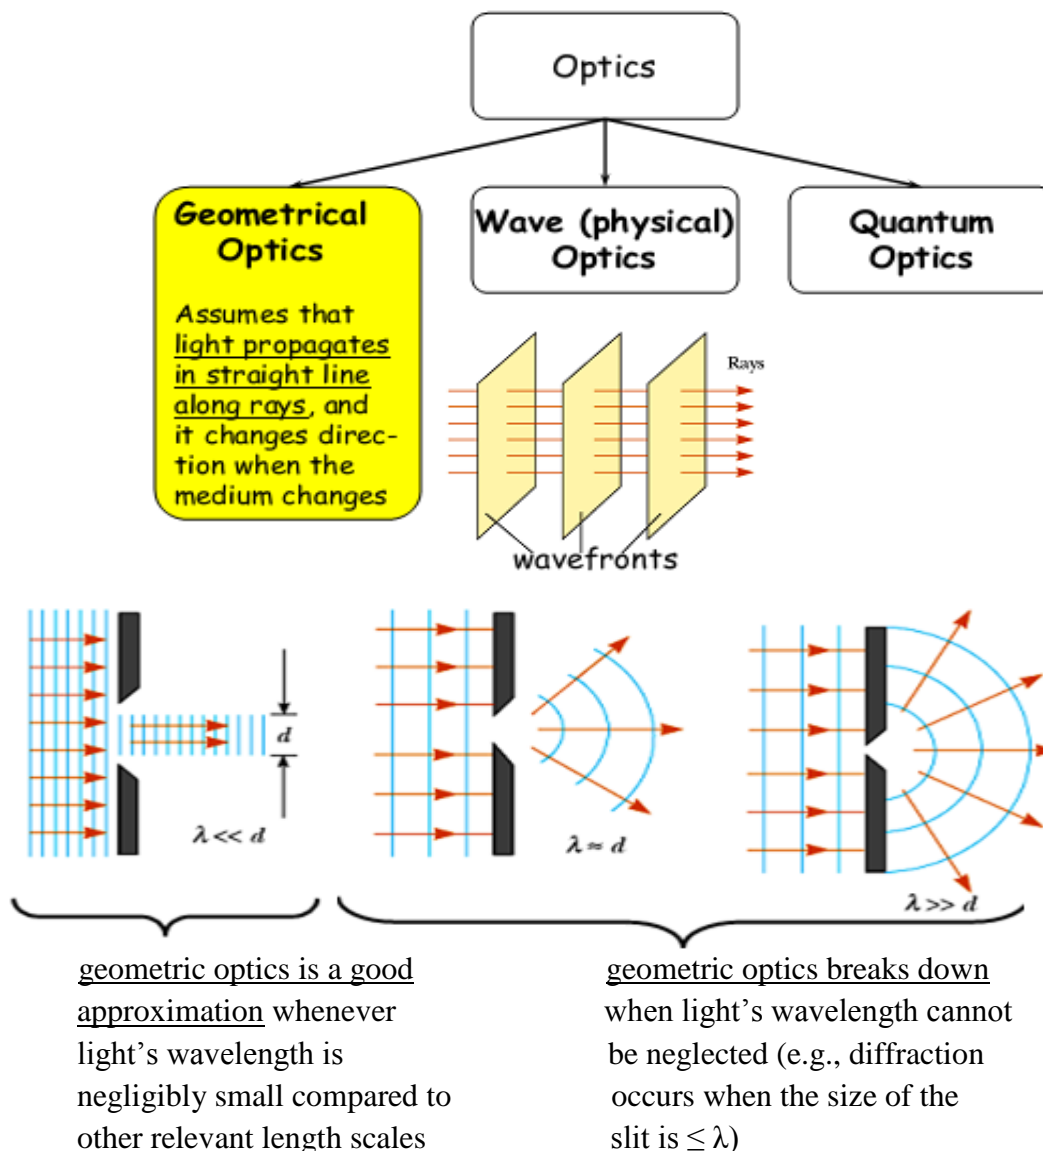 Optics
Geometrical
Optics
Assumes that
light propagates
in straight line
along rays, and
it changes direc-
tion when the
medium changes
Wave (physical)
Optics
Quantum
Optics
Rays
wavefronts
d
λ << d
λ ≈ d
λ >> d
geometric optics is a good
approximation whenever
light’s wavelength is
negligibly small compared to
other relevant length scales
geometric optics breaks down
when light’s wavelength cannot
be neglected (e.g., diffraction
occurs when the size of the
slit is ≤ λ)